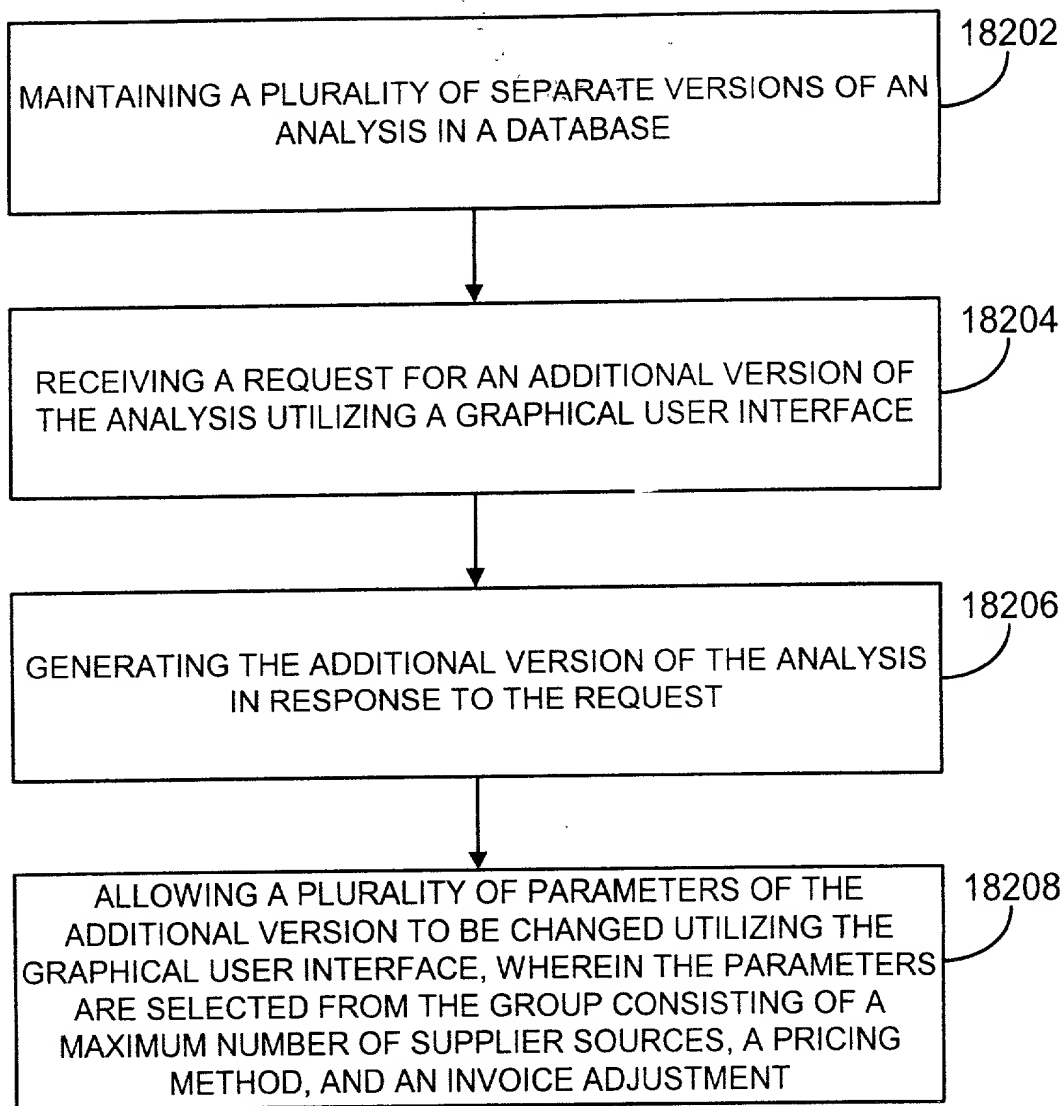 18202
MAINTAINING A PLURALITY OF SEPARATE VERSIONS OF AN
ANALYSIS IN A DATABASE
18204
RECEIVING A REQUEST FOR AN ADDITIONAL VERSION OF
THE ANALYSIS UTILIZING A GRAPHICAL USER INTERFACE
18206
GENERATING THE ADDITIONAL VERSION OF THE ANALYSIS
IN RESPONSE TO THE REQUEST
18208
ALLOWING A PLURALITY OF PARAMETERS OF THE
ADDITIONAL VERSION TO BE CHANGED UTILIZING THE
GRAPHICAL USER INTERFACE, WHEREIN THE PARAMETERS
ARE SELECTED FROM THE GROUP CONSISTING OF A
MAXIMUM NUMBER OF SUPPLIER SOURCES, A PRICING
METHOD, AND AN INVOICE ADJUSTMENT